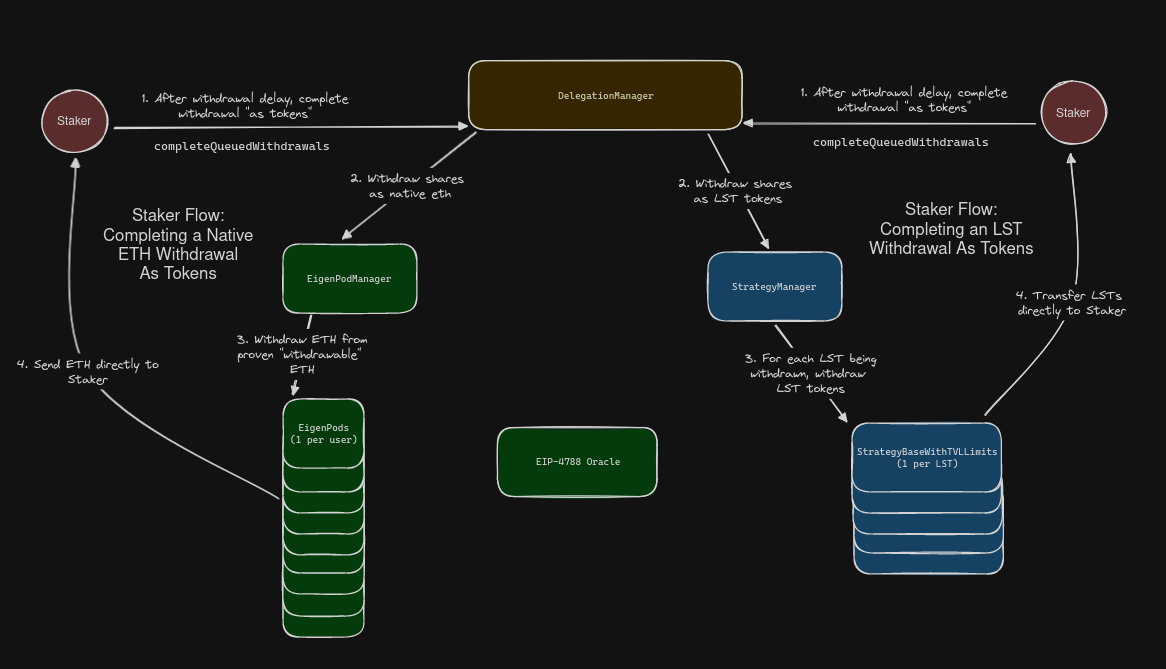 DelegationManager
Staker
1. After withdrawal delay, complete
withdrawal "as tokens"
completeQueuedWithdrawals
2. Withdraw shares
as native eth
Staker Flow:
Completing a Native
ETH Withdrawal
As Tokens
EigenPodManager
3. Withdraw ETH from
proven "withdrawable"
ETH
4. Send ETH directly to
Staker
EigenPods
(1 per user)
EIP-4788 Oracle
Staker
1. After withdrawal delay, complete
withdrawal "as tokens"
completeQueuedWithdrawals
2. Withdraw shares
as LST tokens
Staker Flow:
Completing an LST
Withdrawal As Tokens
StrategyManager
3. For each LST being
withdrawn, withdraw
LST tokens
4. Transfer LSTs
directly to Staker
StrategyBaseWithTVLLimits
(1 per LST)